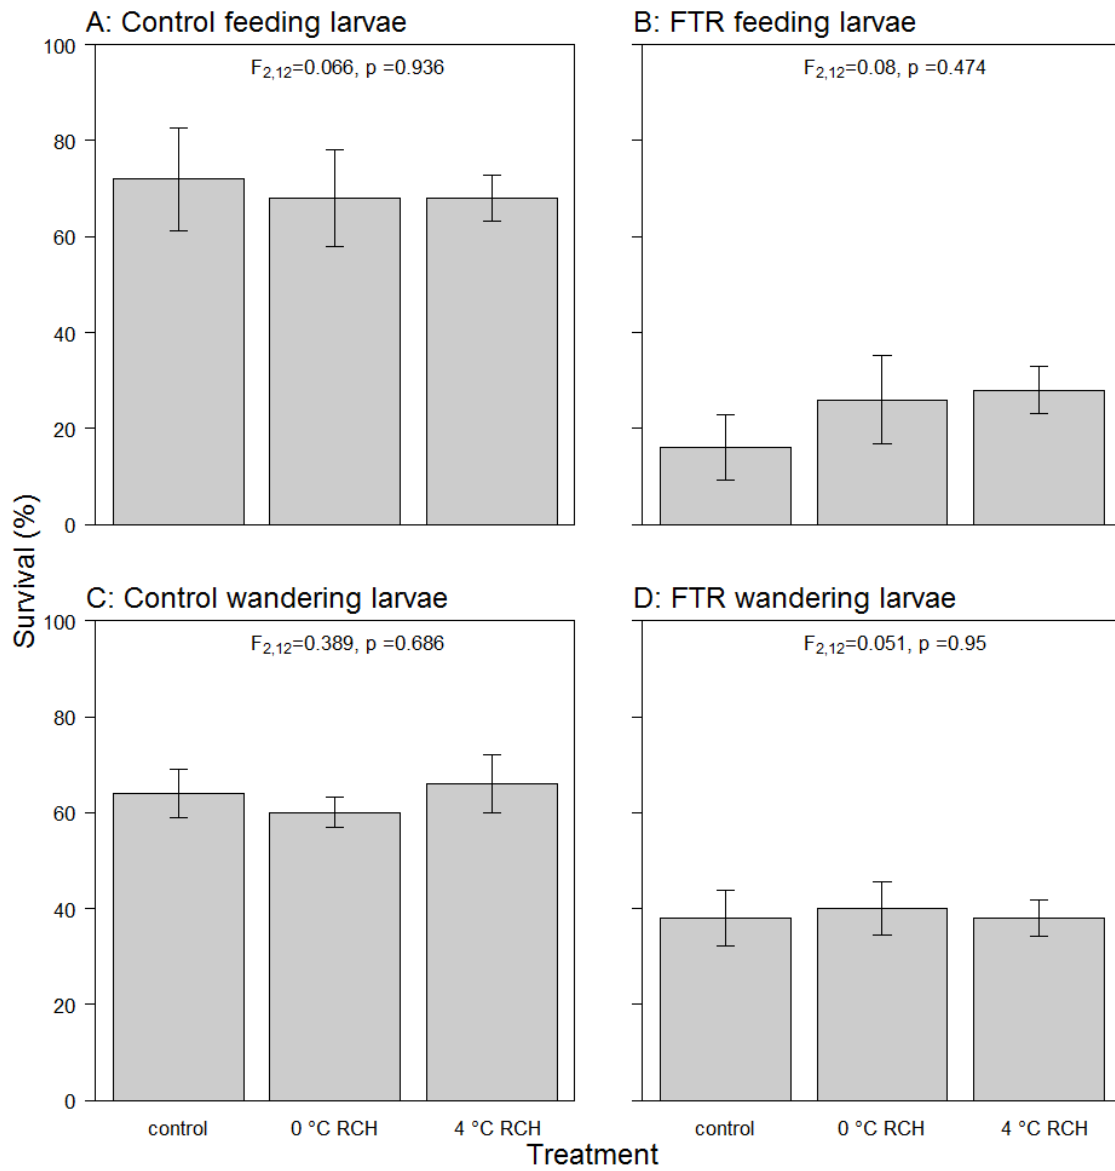 A: Control feeding larvae
F2,12=0.066, p =0.936
100
80
60
40
20
0
B: FTR feeding larvae
F2,12=0.08, p =0.474
Survival (%)
C: Control wandering larvae
F2,12=0.389, p =0.686
100
80
60
40
20
0
control
0 °C RCH
4 °C RCH
D: FTR wandering larvae
F2,12=0.051, p =0.95
control
0 °C RCH
4 °C RCH
Treatment